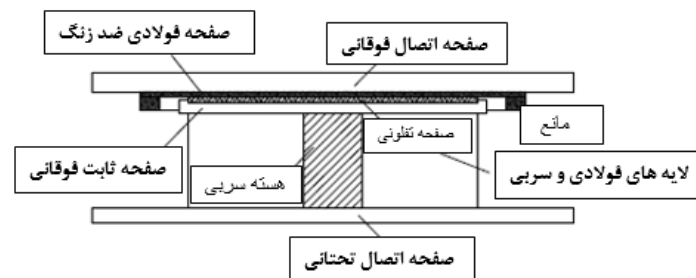 صفحه فولادی ضد زنگ
صفحه اتصال فوقانی
مانع
صفحه تفلونی
صفحه ثابت فوقانی
هسته سربی
لایه های فولادی و سربی
صفحه اتصال تحتانی